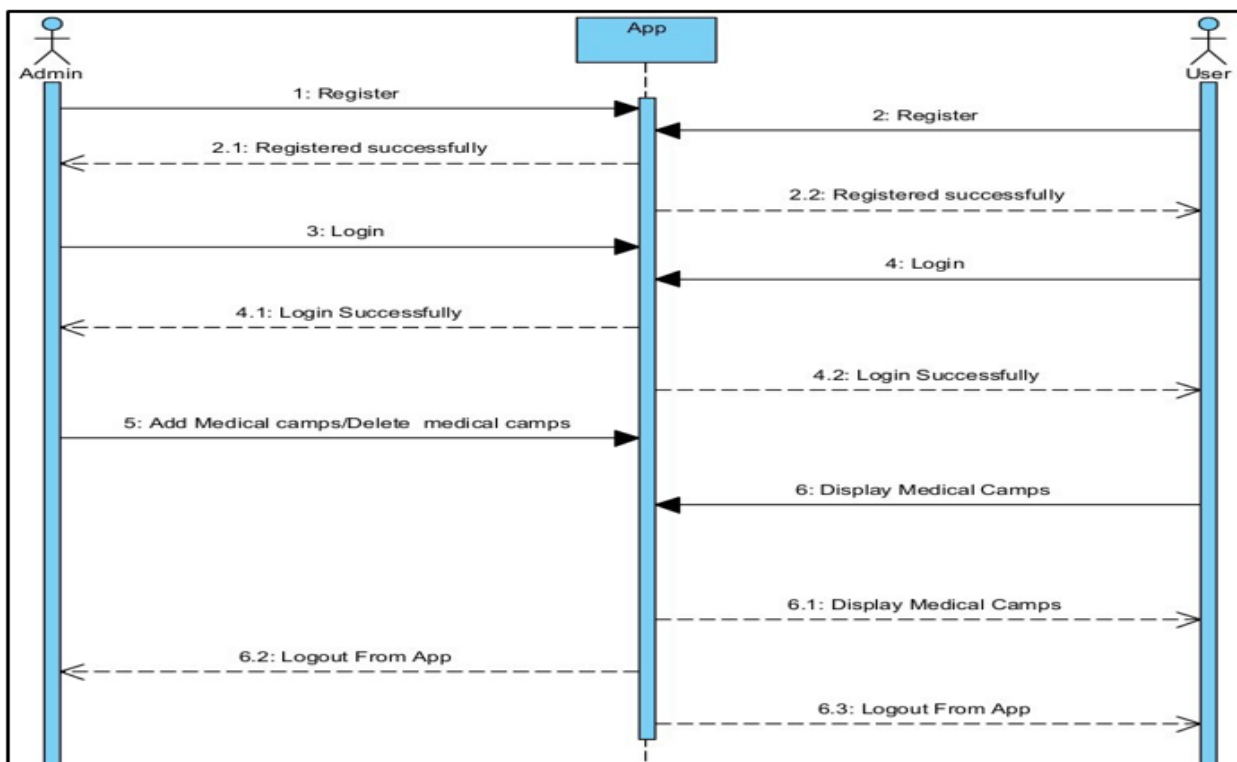 App
Admin
User
1: Register
2: Register
2.1: Registered successfully
2.2: Registered successfully
3: Login
4: Login
4.1: Login Successfully
4.2: Login Successfully
5: Add Medical camps/Delete  medical camps
6: Display Medical Camps
6.1: Display Medical Camps
6.2: Logout From App
6.3: Logout From App